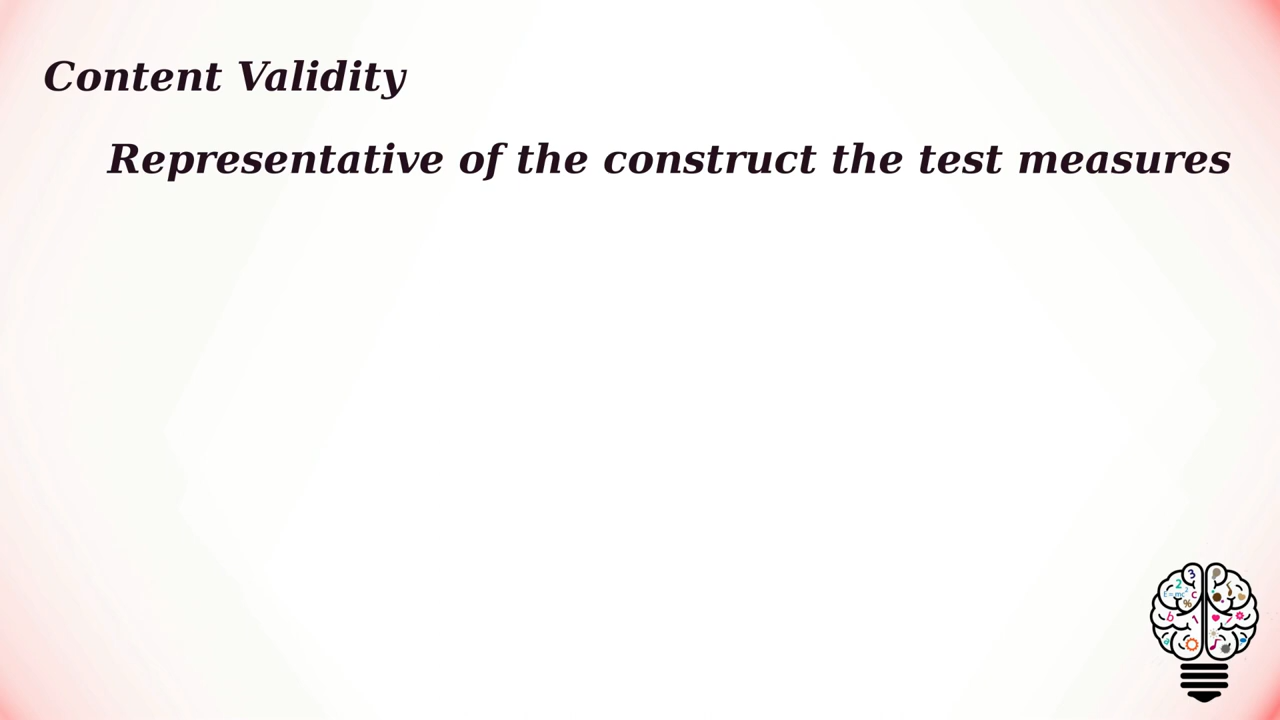 Content Validity
Representative of the construct the test measures